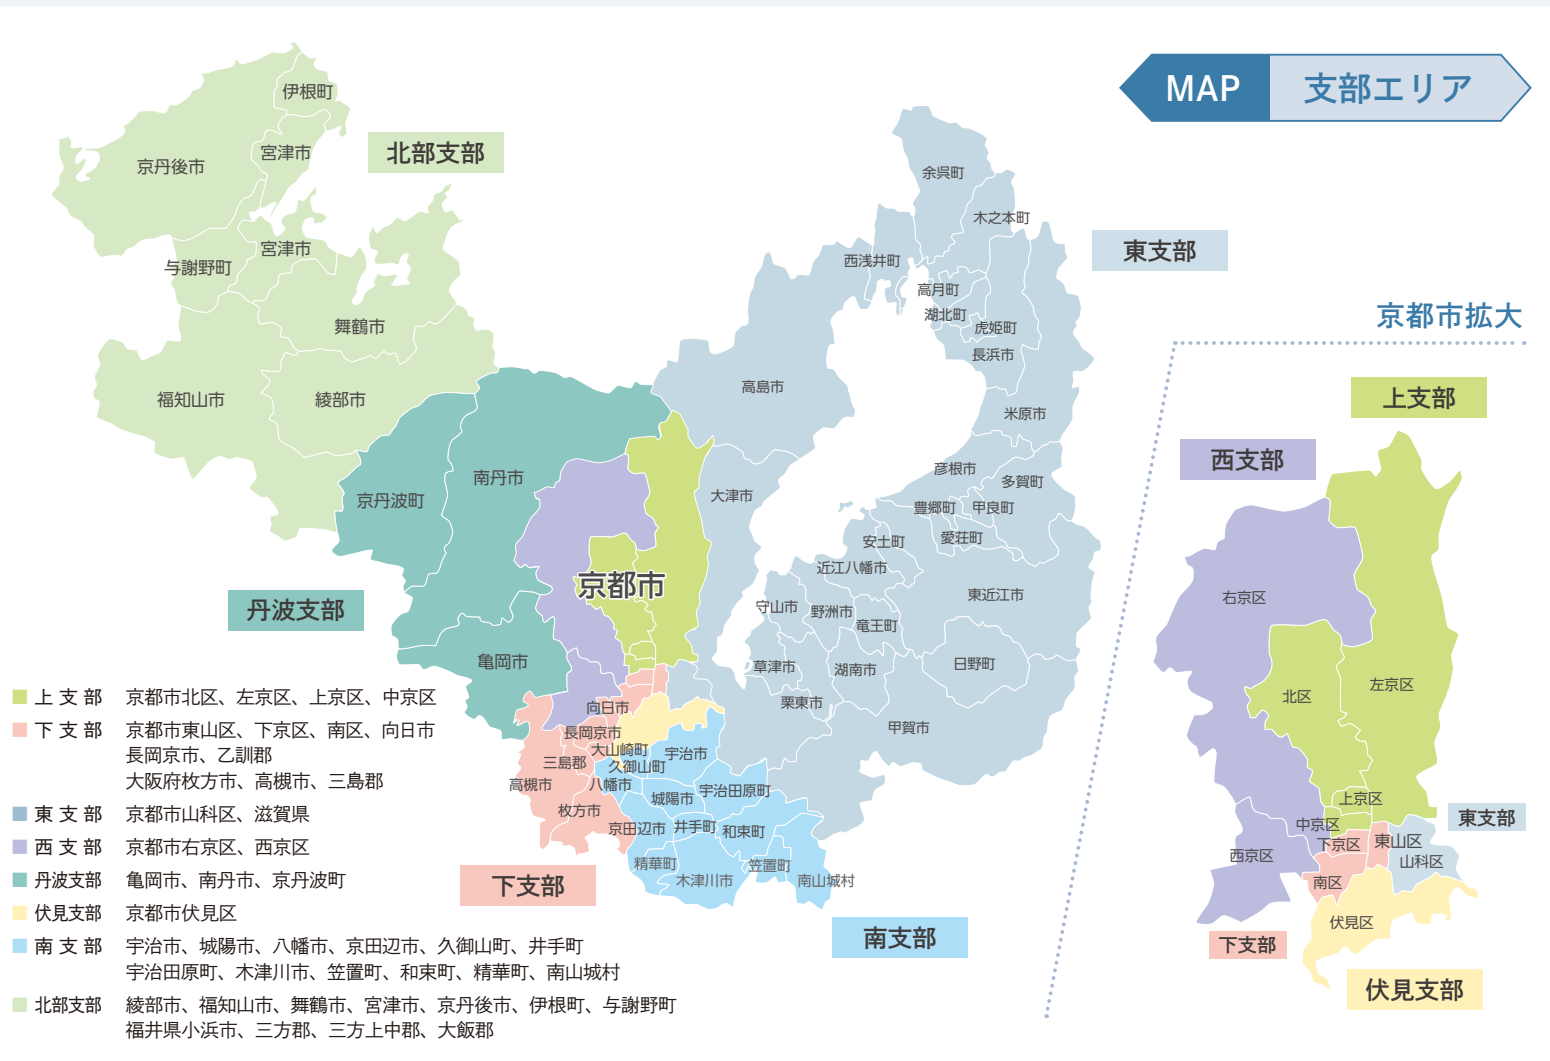 MAP 支部エリア
伊根町
宮津市
京丹後市
北部支部
宮津市
与謝野町
舞鶴市
福知山市
綾部市
余呉町
木之本町
西浅井町
東支部
高月町
湖北町
虎姫町
長浜市
高島市
米原市
彦根市
多賀町
大津市
豊郷町
甲良町
安土町
愛荘町
近江八幡市
東近江市
守山市
野洲市
竜王町
草津市
湖南市
日野町
栗東市
甲賀市
南丹市
京丹波町
京都市
丹波支部
亀岡市
向日市
長岡京市
大山崎町
宇治市
三島郡
久御山町
高槻市
八幡市
宇治田原町
城陽市
枚方市
京田辺市
井手町
和束町
精華町
笠置町
木津川市
南山城村
下支部
南支部
京都市拡大
上支部
西支部
右京区
左京区
北区
上京区
中京区
東支部
下京区
東山区
西京区
山科区
南区
伏見区
下支部
伏見支部
上支部 京都市北区、左京区、上京区、中京区
下支部 京都市東山区、下京区、南区、向日市
長岡京市、乙訓郡
大阪府枚方市、高槻市、三島郡
東支部 京都市山科区、滋賀県
西支部 京都市右京区、西京区
丹波支部 亀岡市、南丹市、京丹波町
伏見支部 京都市伏見区
南支部 宇治市、城陽市、八幡市、京田辺市、久御山町、井手町
宇治田原町、木津川市、笠置町、和束町、精華町、南山城村
北部支部 綾部市、福知山市、舞鶴市、宮津市、京丹後市、伊根町、与謝野町
福井県小浜市、三方郡、三方上中郡、大飯郡